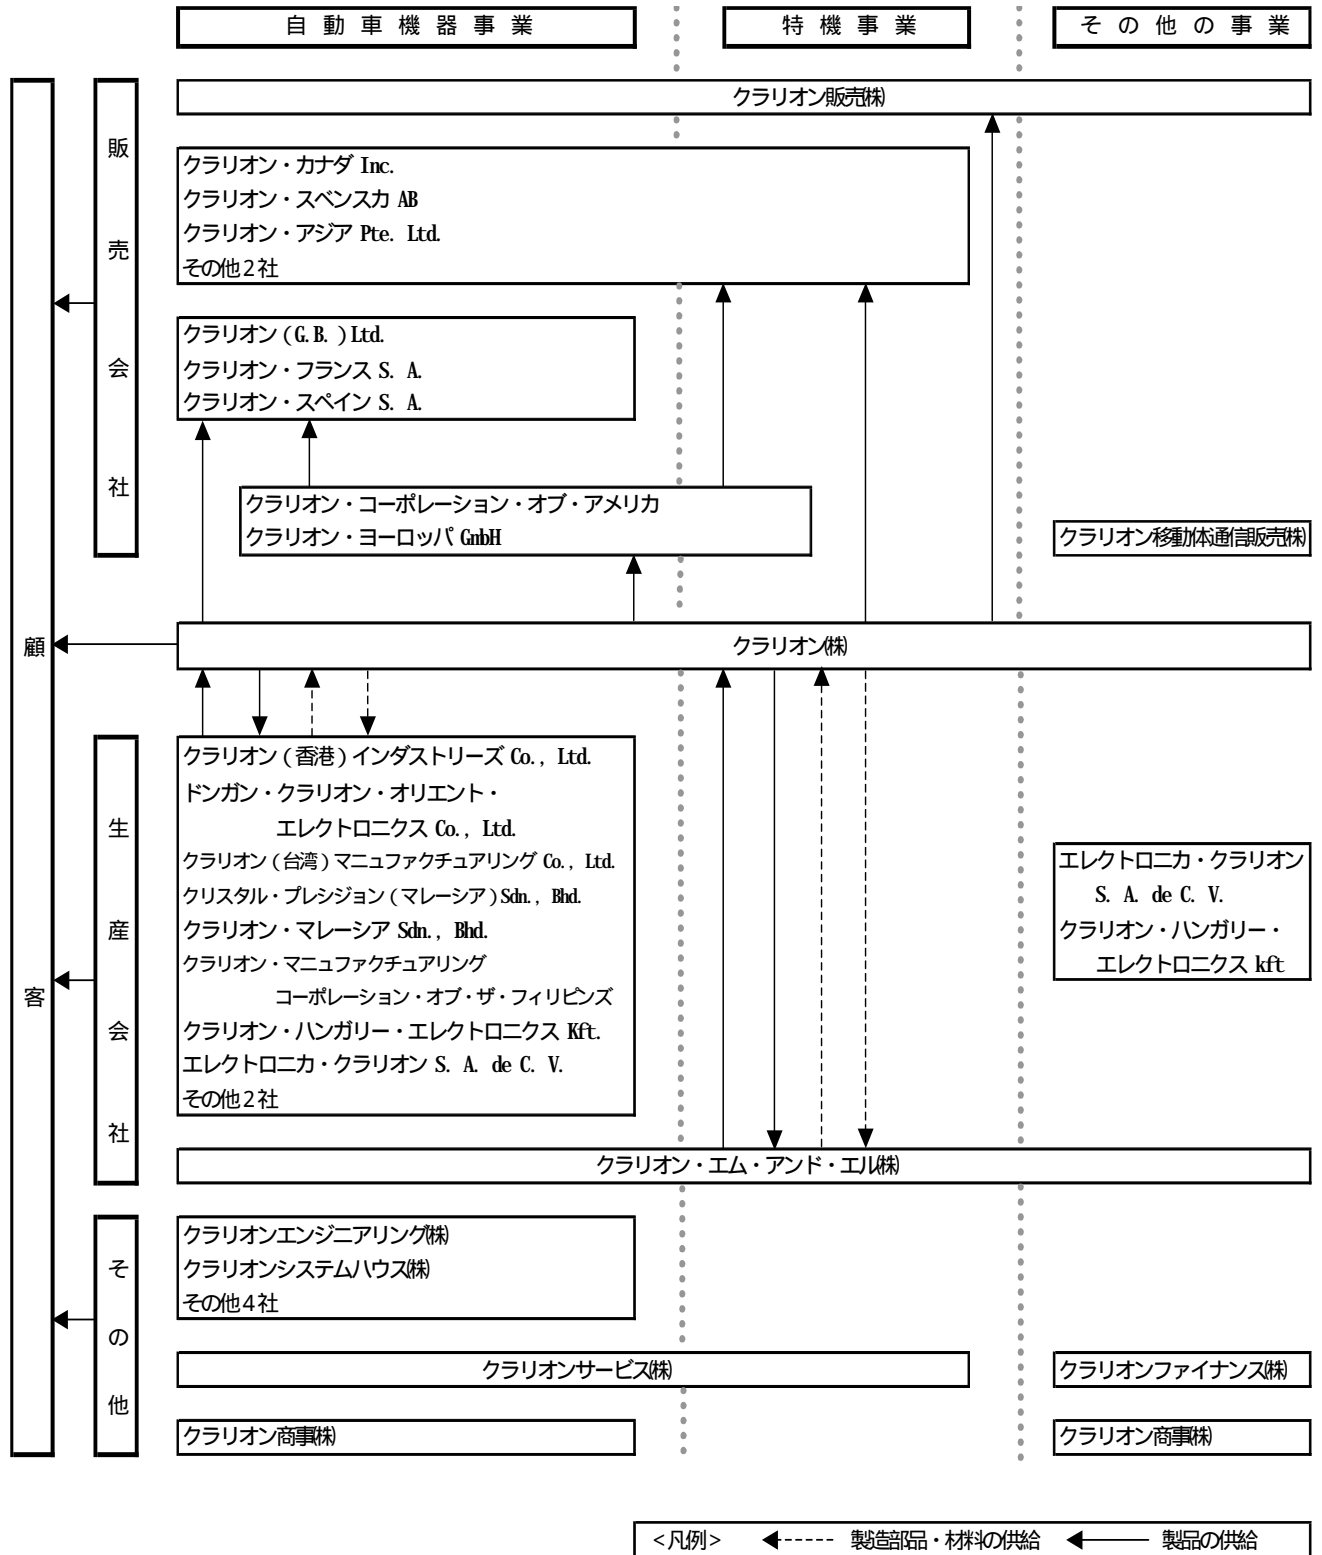 自動車機器事業
特機事業
その他の事業
顧客
販売会社
クラリオン販売㈱
クラリオン・カナダ Inc.
クラリオン・スベンスカ AB
クラリオン・アジア Pte. Ltd.
その他2社
クラリオン(G.B.)Ltd.
クラリオン・フランス S. A.
クラリオン・スペイン S. A.
クラリオン・コーポレーション・オブ・アメリカ
クラリオン・ヨーロッパ GmbH
クラリオン移動体通信販売㈱
クラリオン㈱
生産会社
クラリオン(香港)インダストリーズ Co., Ltd.
ドンガン・クラリオン・オリエント・
エレクトロニクス Co., Ltd.
クラリオン(台湾)マニュファクチュアリング Co., Ltd.
クリスタル・プレシジョン(マレーシア)Sdn., Bhd.
クラリオン・マレーシア Sdn., Bhd.
クラリオン・マニュファクチュアリング
コーポレーション・オブ・ザ・フィリピンズ
クラリオン・ハンガリー・エレクトロニクス Kft.
エレクトロニカ・クラリオン S. A. de C. V.
その他2社
エレクトロニカ・クラリオン
S. A. de C. V.
クラリオン・ハンガリー・
エレクトロニクス kft
クラリオン・エム・アンド・エル㈱
その他
クラリオンエンジニアリング㈱
クラリオンシステムハウス㈱
その他4社
クラリオンサービス㈱
クラリオンファイナンス㈱
クラリオン商事㈱
クラリオン商事㈱
<凡例> 製造部品・材料の供給 製品の供給